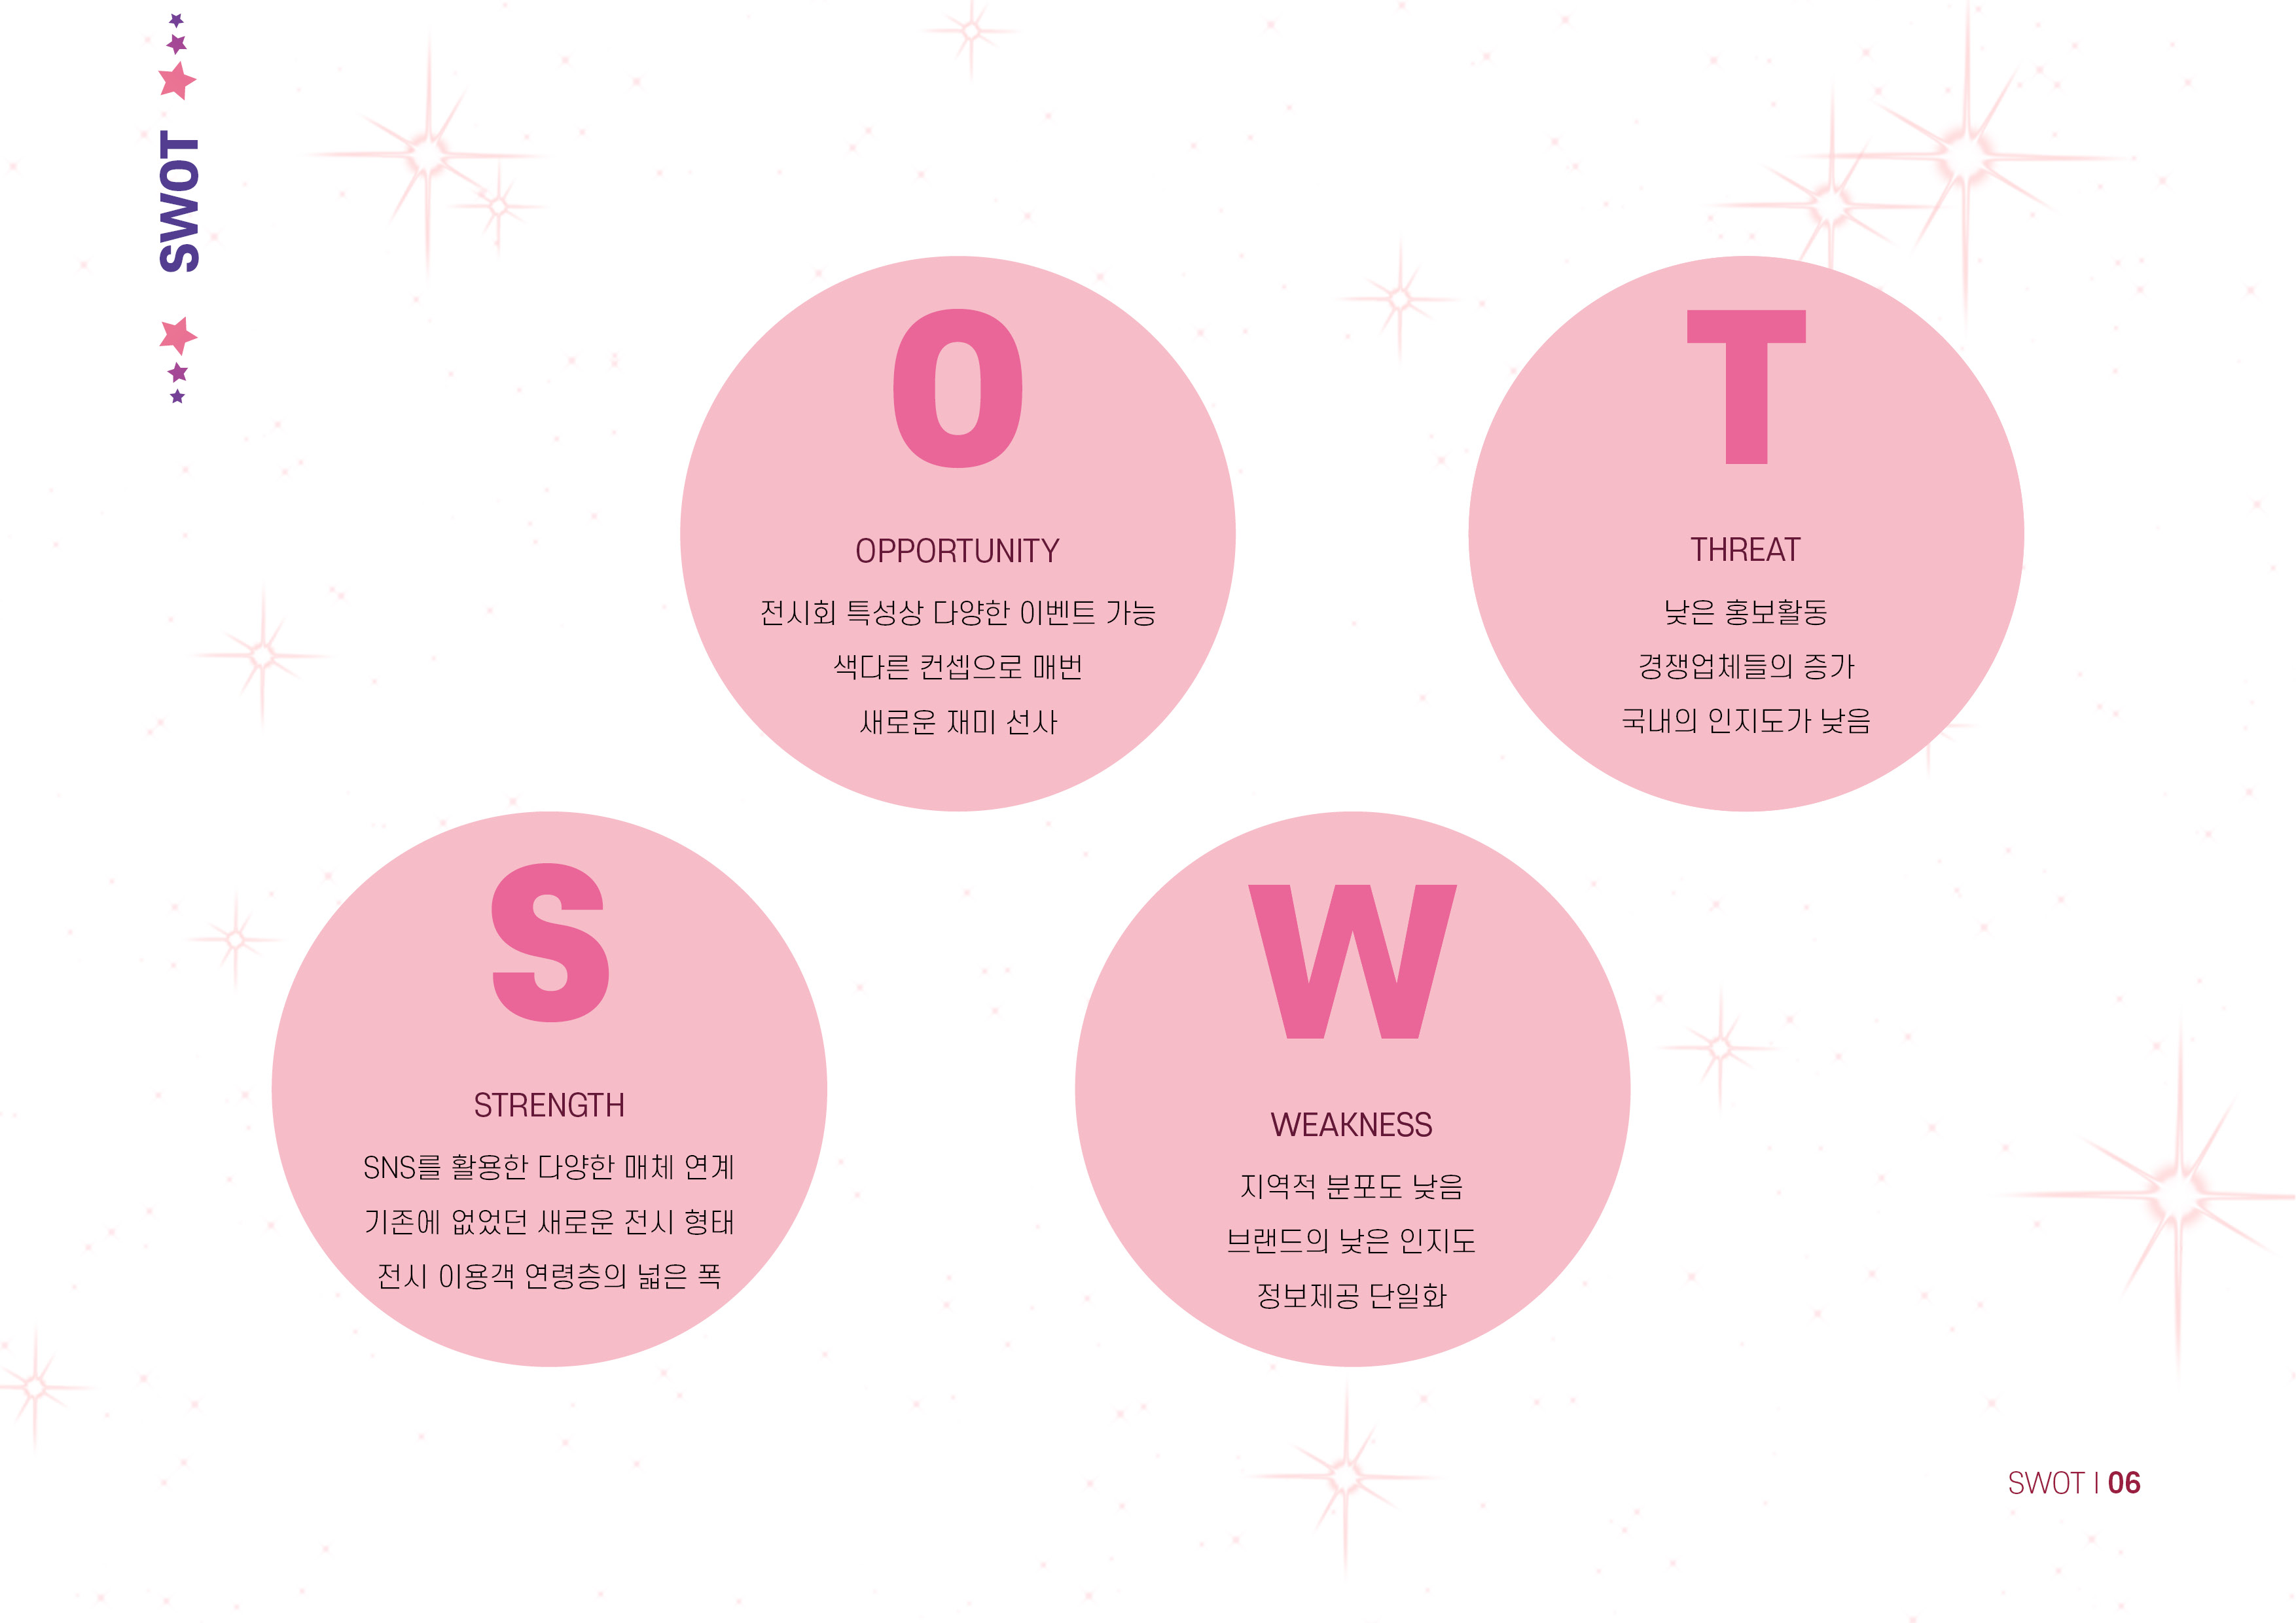 SWOT
O
OPPORTUNITY
전시회 특성상 다양한 이벤트 가능
색다른 컨셉으로 매번
새로운 재미 선사
T
THREAT
낮은 홍보활동
경쟁업체들의 증가
국내의 인지도가 낮음
S
STRENGTH
SNS를 활용한 다양한 매체 연계
기존에 없었던 새로운 전시 형태
전시 이용객 연령층의 넓은 폭
W
WEAKNESS
지역적 분포도 낮음
브랜드의 낮은 인지도
정보제공 단일화
SWOT | 06